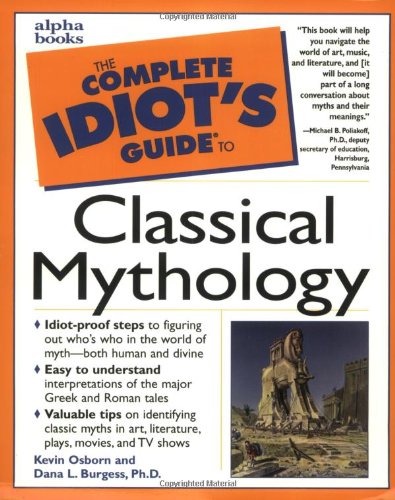 Copyrighted Material
alpha
books
THE
COMPLETE
IDIOT'S
GUIDE® TO
"This book will help
you navigate the
world of art, music,
and literature, and [it
will become]
part of a long
conversation about
myths and their
meanings."
—Michael B. Poliakoff,
Ph.D., deputy
secretary of education,
Harrisburg,
Pennsylvania
Classical
Mythology
♦ Idiot-proof steps to figuring
out who's who in the world of
myth—both human and divine
♦ Easy to understand
interpretations of the major
Greek and Roman tales
♦ Valuable tips on identifying
classic myths in art, literature,
plays, movies, and TV shows
Kevin Osborn and
Dana L. Burgess, Ph.D.
Copyrighted Material